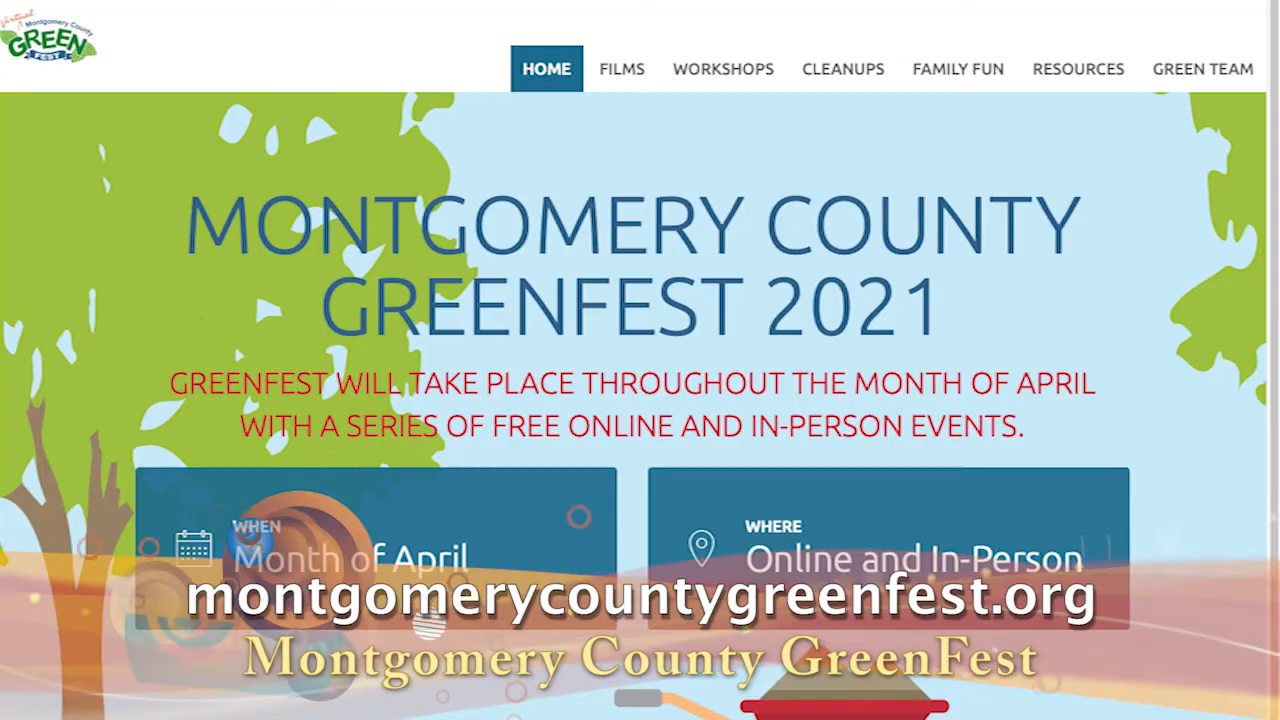 Virtual
Montgomery County
GREEN
FEST
HOME FILMS WORKSHOPS CLEANUPS FAMILY FUN RESOURCES GREEN TEAM
MONTGOMERY COUNTY
GREENFEST 2021
GREENFEST WILL TAKE PLACE THROUGHOUT THE MONTH OF APRIL
WITH A SERIES OF FREE ONLINE AND IN-PERSON EVENTS.
WHEN
Month of April
WHERE
Online and In-Person
montgomerycountygreenfest.org
Montgomery County GreenFest